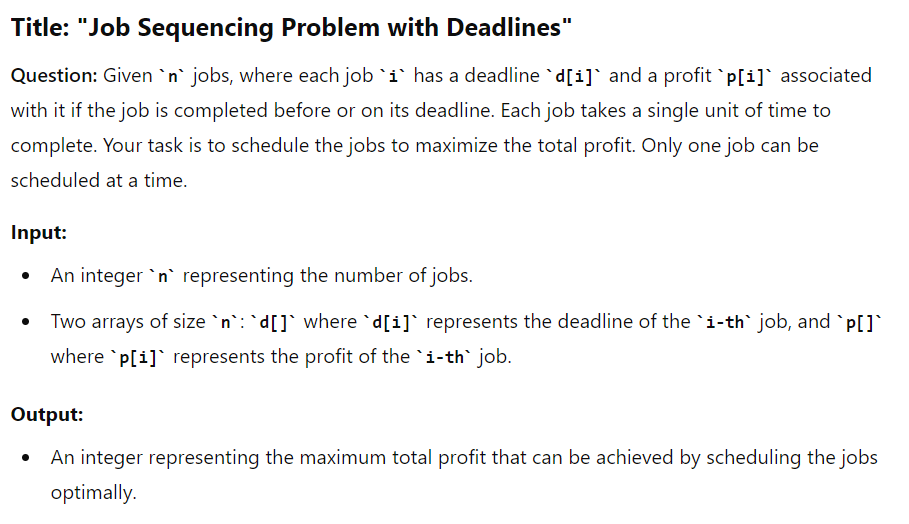 Title: "Job Sequencing Problem with Deadlines"
Question: Given `n` jobs, where each job `i` has a deadline `d[i]` and a profit `p[i]` associated
with it if the job is completed before or on its deadline. Each job takes a single unit of time to
complete. Your task is to schedule the jobs to maximize the total profit. Only one job can be
scheduled at a time.
Input:
• An integer `n` representing the number of jobs.
• Two arrays of size `n`: `d[]` where `d[i]` represents the deadline of the `i-th` job, and `p[]`
where `p[i]` represents the profit of the `i-th` job.
Output:
• An integer representing the maximum total profit that can be achieved by scheduling the jobs
optimally.